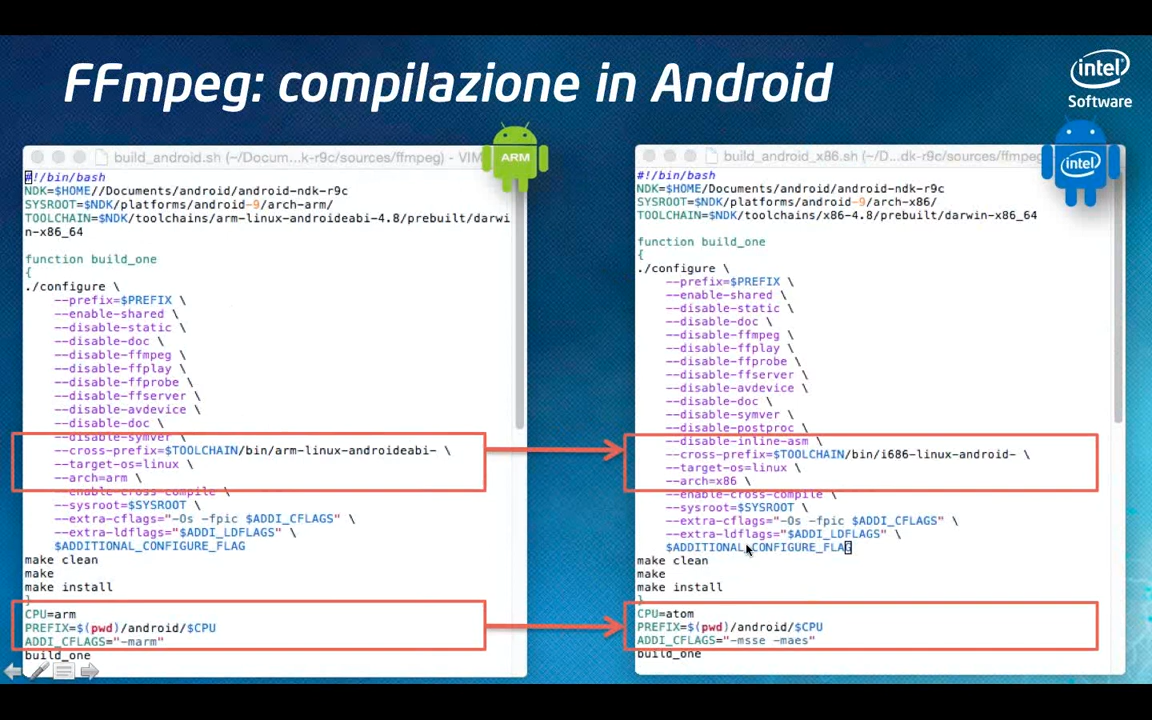 FFmpeg: compilazione in Android
intel
Software
build_android.sh (~/Docum...k-r9c/sources/ffmpeg) - VIM
ARM
#!/bin/bash
NDK=$HOME//Documents/android/android-ndk-r9c
SYSROOT=$NDK/platforms/android-9/arch-arm/
TOOLCHAIN=$NDK/toolchains/arm-linux-androideabi-4.8/prebuilt/darwi
n-x86_64
function build_one
{
./configure \
--prefix=$PREFIX \
--enable-shared \
--disable-static \
--disable-doc \
--disable-ffmpeg \
--disable-ffplay \
--disable-ffprobe \
--disable-ffserver \
--disable-avdevice \
--disable-doc \
--disable-symver \
--cross-prefix=$TOOLCHAIN/bin/arm-linux-androideabi- \
--target-os=linux \
--arch=arm \
--enable-cross-compile \
--sysroot=$SYSROOT \
--extra-cflags="-Os -fpic $ADDI_CFLAGS" \
--extra-ldflags="$ADDI_LDFLAGS" \
$ADDITIONAL_CONFIGURE_FLAG
make clean
make
make install
}
CPU=arm
PREFIX=$(pwd)/android/$CPU
ADDI_CFLAGS="-marm"
build_one
build_android_x86.sh (~/D...dk-r9c/sources/ffmpeg
intel
#!/bin/bash
NDK=$HOME/Documents/android/android-ndk-r9c
SYSROOT=$NDK/platforms/android-9/arch-x86/
TOOLCHAIN=$NDK/toolchains/x86-4.8/prebuilt/darwin-x86_64
function build_one
{
./configure \
--prefix=$PREFIX \
--enable-shared \
--disable-static \
--disable-doc \
--disable-ffmpeg \
--disable-ffplay \
--disable-ffprobe \
--disable-ffserver \
--disable-avdevice \
--disable-doc \
--disable-symver \
--disable-postproc \
--disable-inline-asm \
--cross-prefix=$TOOLCHAIN/bin/i686-linux-android- \
--target-os=linux \
--arch=x86 \
--enable-cross-compile \
--sysroot=$SYSROOT \
--extra-cflags="-Os -fpic $ADDI_CFLAGS" \
--extra-ldflags="$ADDI_LDFLAGS" \
$ADDITIONAL_CONFIGURE_FLAG
make clean
make
make install
}
CPU=atom
PREFIX=$(pwd)/android/$CPU
ADDI_CFLAGS="-msse -maes"
build_one